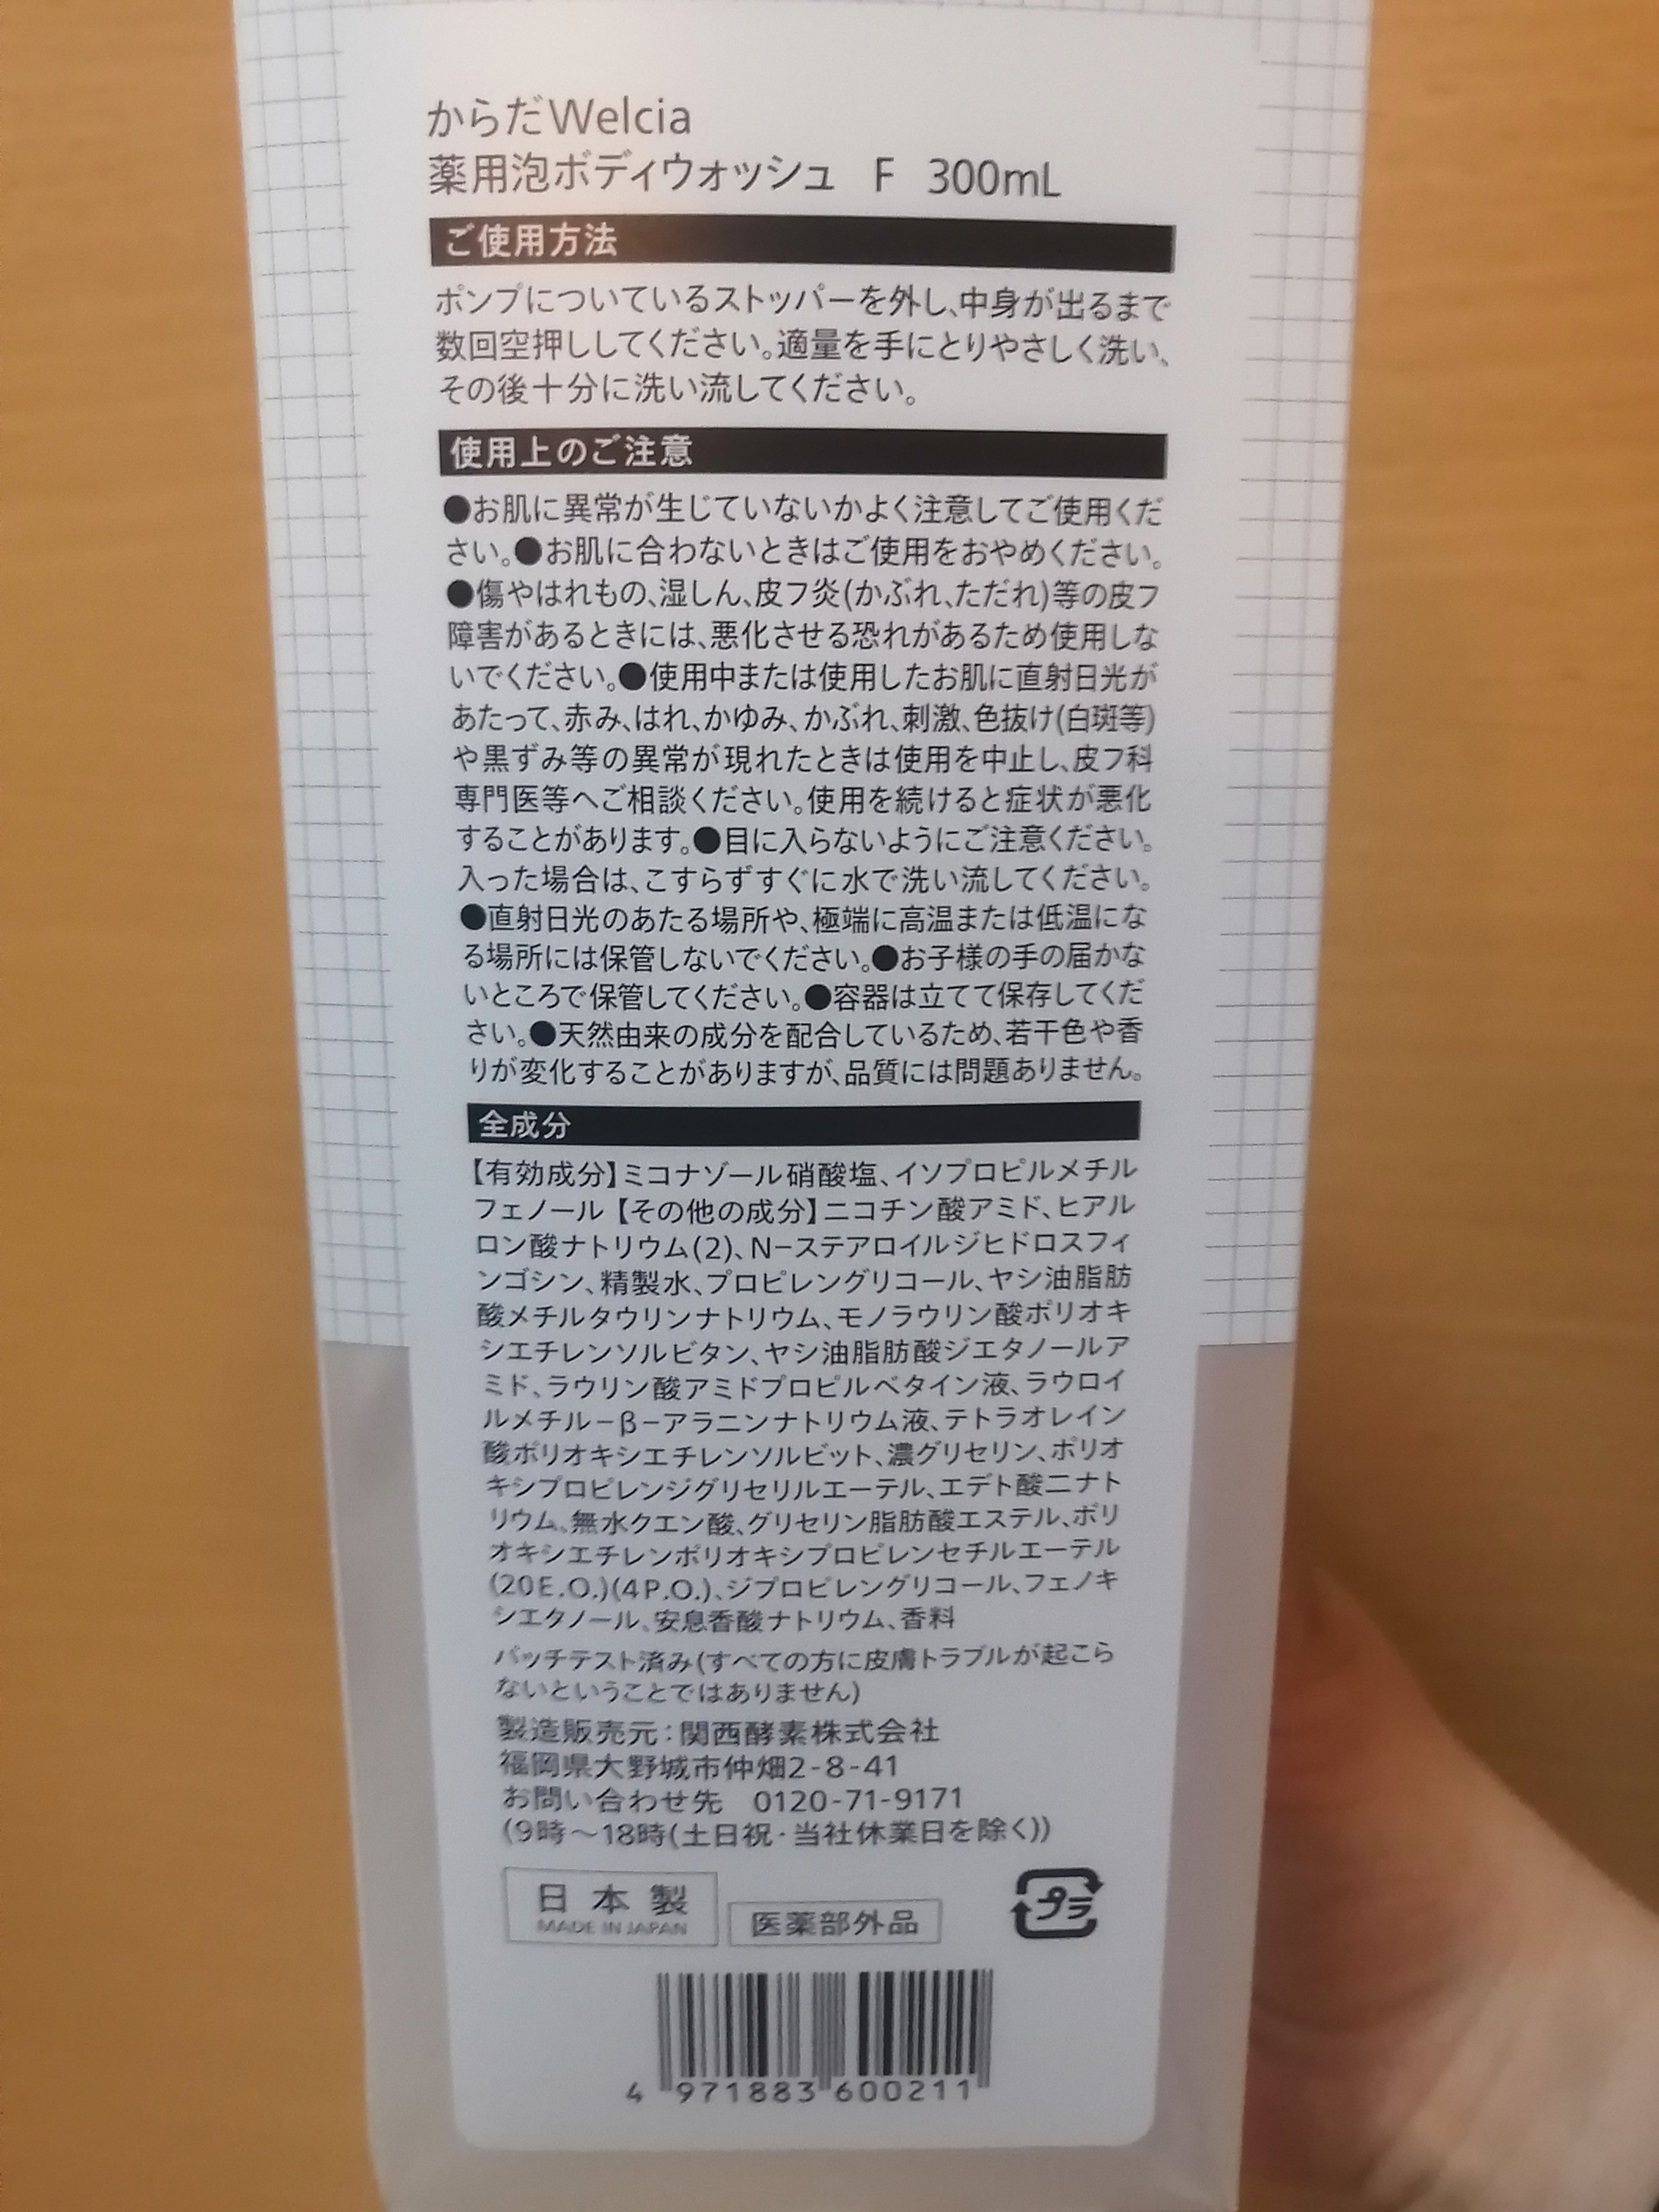 からだWelcia
薬用泡ボディウォッシュ F 300mL
ご使用方法
ポンプについているストッパーを外し、中身が出るまで
数回空押ししてください。適量を手にとりやさしく洗い、
その後十分に洗い流してください。
使用上のご注意
●お肌に異常が生じていないかよく注意してご使用くだ
さい。●お肌に合わないときはご使用をおやめください。
●傷やはれもの、湿しん、皮フ炎(かぶれ、ただれ)等の皮フ
障害があるときには、悪化させる恐れがあるため使用しな
いでください。●使用中または使用したお肌に直射日光が
あたって、赤み、はれ、かゆみ、かぶれ、刺激、色抜け(白斑等)
や黒ずみ等の異常が現れたときは使用を中止し、皮フ科
専門医等へご相談ください。使用を続けると症状が悪化
することがあります。●目に入らないようにご注意ください。
入った場合は、こすらずすぐに水で洗い流してください。
●直射日光のあたる場所や、極端に高温または低温にな
る場所には保管しないでください。●お子様の手の届かな
いところで保管してください。●容器は立てて保存してくだ
さい。●天然由来の成分を配合しているため、若干色や香
りが変化することがありますが、品質には問題ありません。
全成分
【有効成分】ミコナゾール硝酸塩、イソプロピルメチル
フェノール【その他の成分】ニコチン酸アミド、ヒアル
ロン酸ナトリウム(2)、N−ステアロイルジヒドロスフィ
ンゴシン、精製水、プロピレングリコール、ヤシ油脂肪
酸メチルタウリンナトリウム、モノラウリン酸ポリオキ
シエチレンソルビタン、ヤシ油脂肪酸ジエタノールア
ミド、ラウリン酸アミドプロピルベタイン液、ラウロイ
ルメチル−β−アラニンナトリウム液、テトラオレイン
酸ポリオキシエチレンソルビット、濃グリセリン、ポリオ
キシプロピレンジグリセリルエーテル、エデト酸二ナト
リウム、無水クエン酸、グリセリン脂肪酸エステル、ポリ
オキシエチレンポリオキシプロピレンセチルエーテル
(20E.O.)(4P.O.)、ジプロピレングリコール、フェノキ
シエタノール、安息香酸ナトリウム、香料
パッチテスト済み(すべての方に皮膚トラブルが起こら
ないということではありません)
製造販売元:関西酵素株式会社
福岡県大野城市仲畑2-8-41
お問い合わせ先 0120-71-9171
(9時～18時(土日祝・当社休業日を除く))
日本製
MADE IN JAPAN
医薬部外品
プラ
4 971883 600211